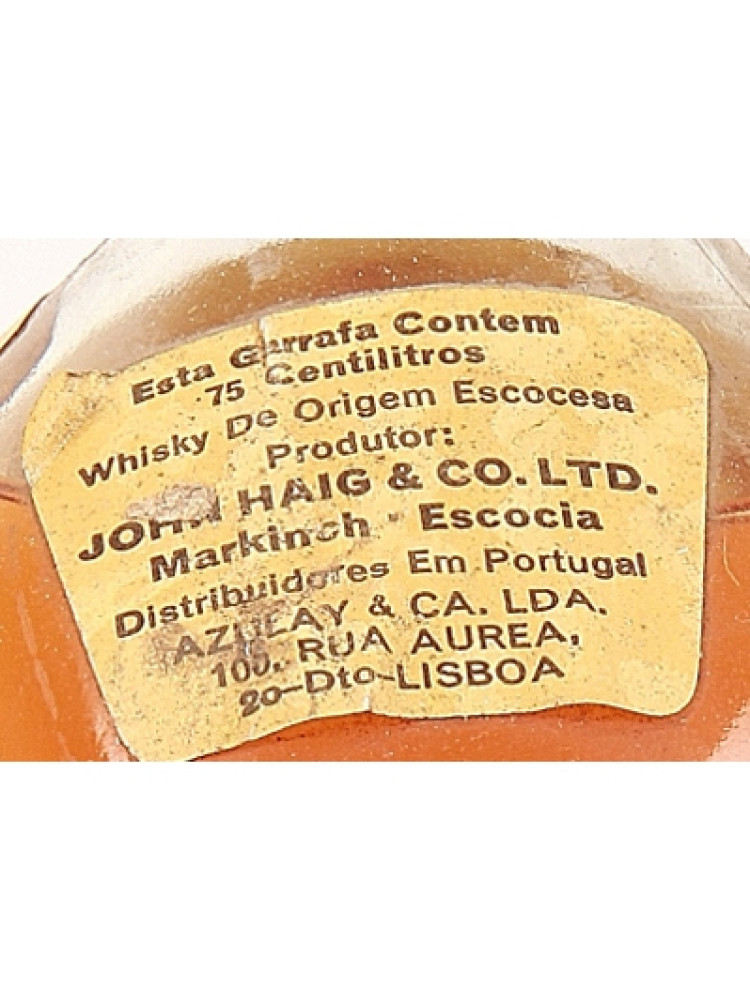 Esta Garrafa Contem
75 Centilitros
Whisky De Origem Escocesa
Produtor:
JOHN HAIG & CO. LTD.
Markinch - Escocia
Distribuidores Em Portugal
AZULAY & CA. LDA.
100, RUA AUREA,
2o-Dto-LISBOA